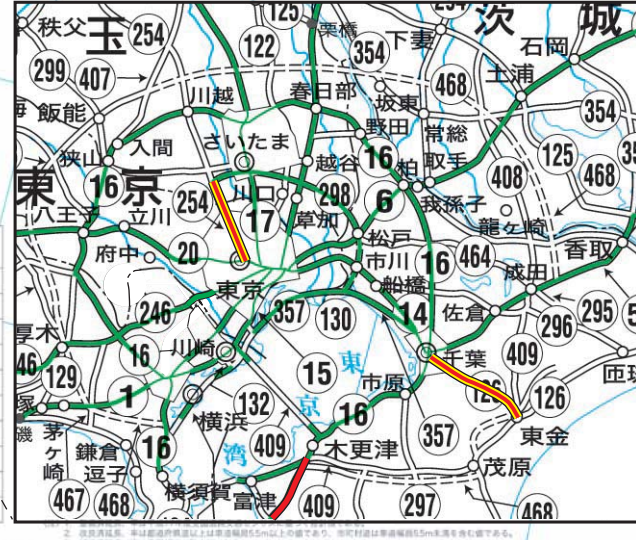 125
茨 城
秩父
玉
254
栗橋
下妻
石岡
122
354
299
407
468
土浦
川越
春日部
坂東
飯能
野田
常総
354
さいたま
入間
狭山
越谷
16
柏
取手
125
408
468
東 京
16
254
川口
298
6
我孫子
17
草加
龍ヶ崎
八王子
立川
松戸
香取
20
16
464
府中
市川
成田
東京
船橋
佐倉
295
246
357
130
14
296
厚木
16
川崎
東
千葉
409
46
129
15
京
市原
126
126
匝
1
132
16
横浜
東金
塚
湾
357
磯
茅ヶ崎
鎌倉
16
409
木更津
茂原
逗子
467
468
横須賀
富津
409
297
468